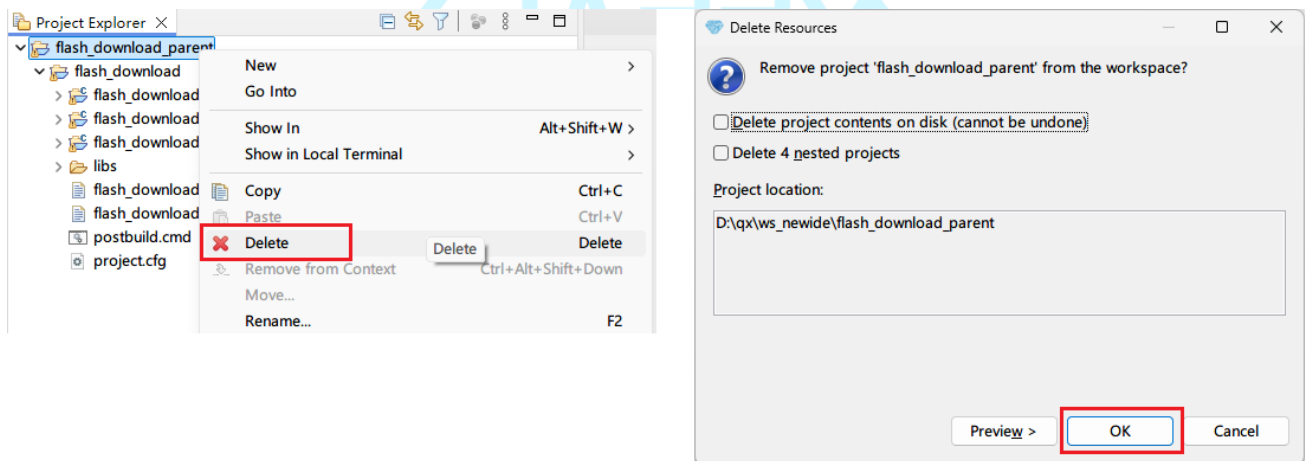 Project Explorer
flash_download_parent
flash_download
flash_download
flash_download
flash_download
libs
flash_download
flash_download
postbuild.cmd
project.cfg
New
Go Into
Show In Alt+Shift+W
Show in Local Terminal
Copy Ctrl+C
Paste Ctrl+V
Delete Delete
Delete
Remove from Context Ctrl+Alt+Shift+Down
Move...
Rename... F2
Delete Resources
Remove project 'flash_download_parent' from the workspace?
Delete project contents on disk (cannot be undone)
Delete 4 nested projects
Project location:
D:\qx\ws_newide\flash_download_parent
Preview > OK Cancel